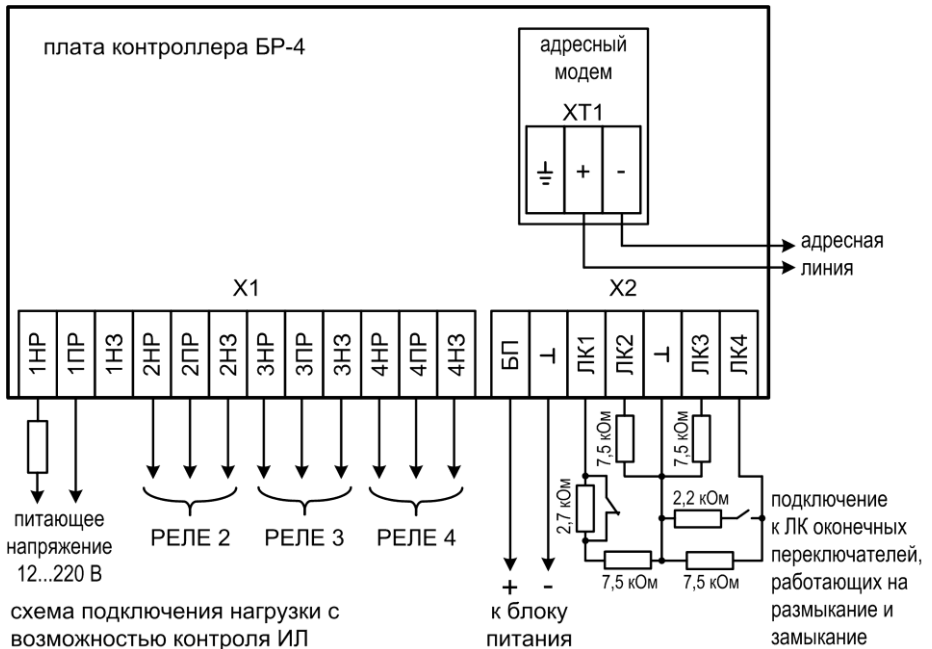 плата контроллера БР-4
адресный
модем
XT1
+
-
адресная
линия
X1
X2
1НР
1ПР
1НЗ
2НР
2ПР
2НЗ
3НР
3ПР
3НЗ
4НР
4ПР
4НЗ
БП
⊥
ЛК1
ЛК2
⊥
ЛК3
ЛК4
7,5 кОм
7,5 кОм
2,7 кОм
2,2 кОм
7,5 кОм
7,5 кОм
питающее
напряжение
12...220 В
РЕЛЕ 2
РЕЛЕ 3
РЕЛЕ 4
+
-
к блоку
питания
подключение
к ЛК оконечных
переключателей,
работающих на
размыкание и
замыкание
схема подключения нагрузки с
возможностью контроля ИЛ